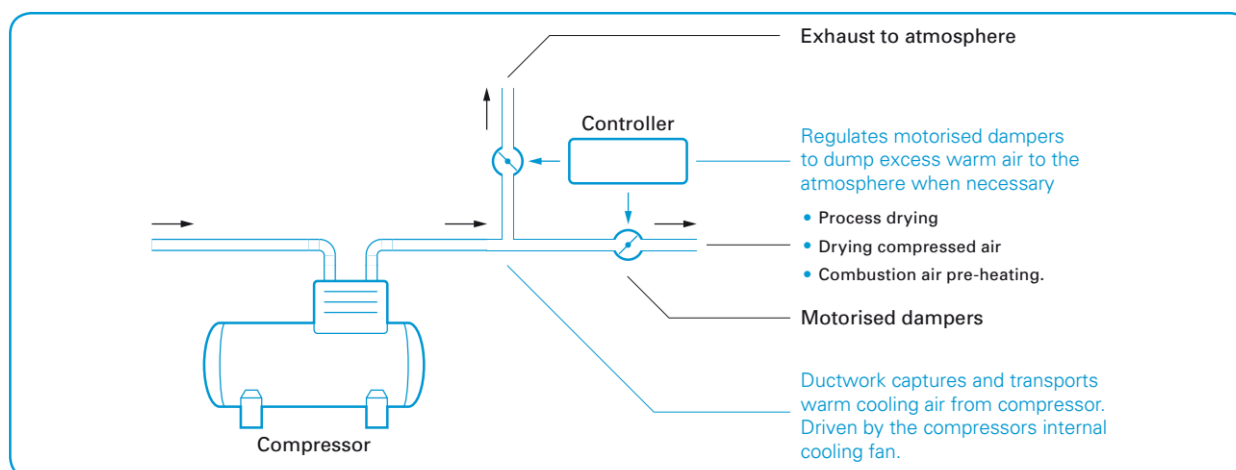 Exhaust to atmosphere
Controller
Regulates motorised dampers
to dump excess warm air to the
atmosphere when necessary
• Process drying
• Drying compressed air
• Combustion air pre-heating.
Motorised dampers
Ductwork captures and transports
warm cooling air from compressor.
Driven by the compressors internal
cooling fan.
Compressor